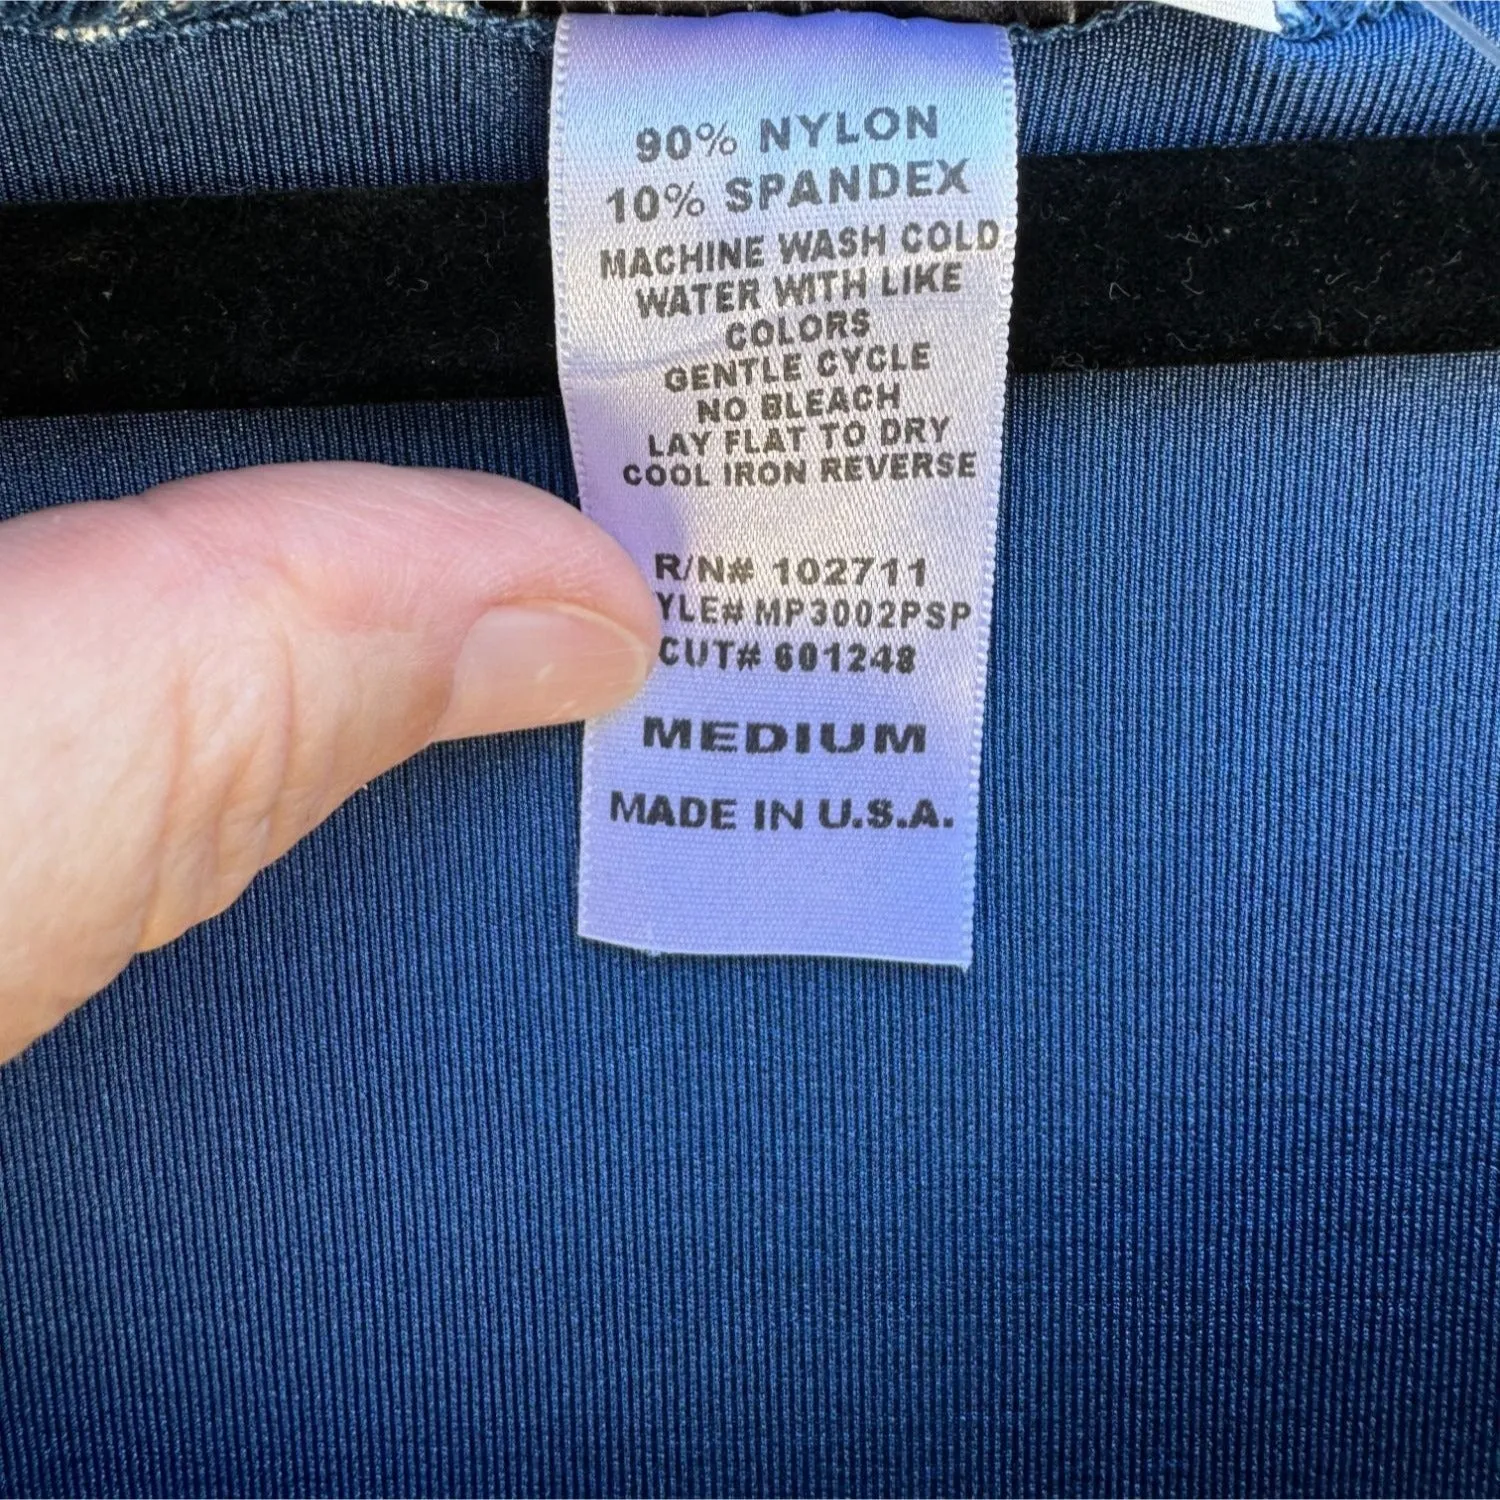 90% NYLON
10% SPANDEX
MACHINE WASH COLD
WATER WITH LIKE
COLORS
GENTLE CYCLE
NO BLEACH
LAY FLAT TO DRY
COOL IRON REVERSE
R/N# 102711
YLE# MP3002PSP
CUT# 601248
MEDIUM
MADE IN U.S.A.